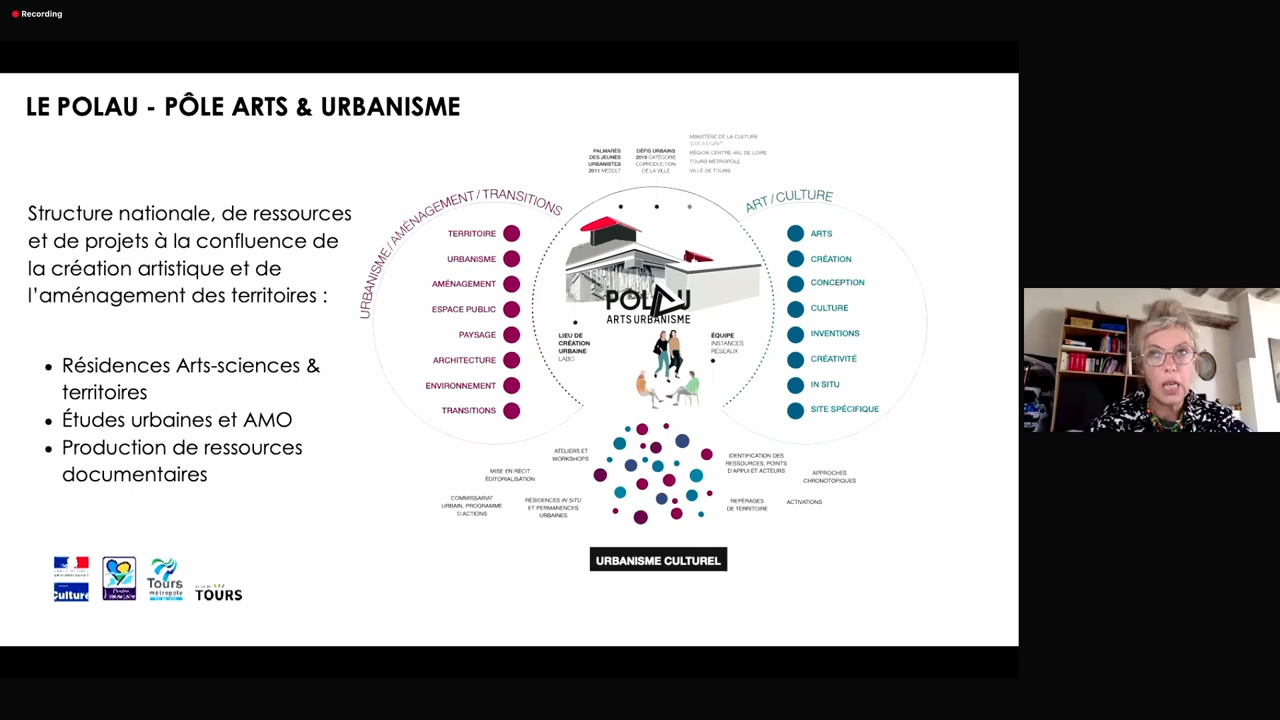 Recording
LE POLAU - PÔLE ARTS & URBANISME
Structure nationale, de ressources
et de projets à la confluence de
la création artistique et de
l'aménagement des territoires :
• Résidences Arts-sciences &
territoires
• Études urbaines et AMO
• Production de ressources
documentaires
Culture
Tours
métropole
TOURS
PALMARÈS
DES JEUNES
URBANISTES
2011 MEDDLT
DÉFIS URBAINS
2015 CATÉGORIE
COPRODUCTION
DE LA VILLE
MINISTÈRE DE LA CULTURE
RÉGION CENTRE-VAL DE LOIRE
TOURS MÉTROPOLE
VILLE DE TOURS
URBANISME / AMÉNAGEMENT / TRANSITIONS
TERRITOIRE
URBANISME
AMÉNAGEMENT
ESPACE PUBLIC
PAYSAGE
ARCHITECTURE
ENVIRONNEMENT
TRANSITIONS
POLAU
ARTS URBANISME
LIEU DE
CRÉATION
URBAINE
LABO
ÉQUIPE
INSTANCES
RÉSEAUX
ART / CULTURE
ARTS
CRÉATION
CONCEPTION
CULTURE
INVENTIONS
CRÉATIVITÉ
IN SITU
SITE SPÉCIFIQUE
ATELIERS ET
WORKSHOPS
MISE EN RÉCIT
ÉDITORIALISATION
COMMISSARIAT
URBAIN, PROGRAMME
D'ACTIONS
RÉSIDENCES IN SITU
ET PERMANENCES
URBAINES
IDENTIFICATION DES
RESSOURCES, POINTS
D'APPUI ET ACTEURS
APPROCHES
CHRONOTOPIQUES
REPÉRAGES
DE TERRITOIRE
ACTIVATIONS
URBANISME CULTUREL